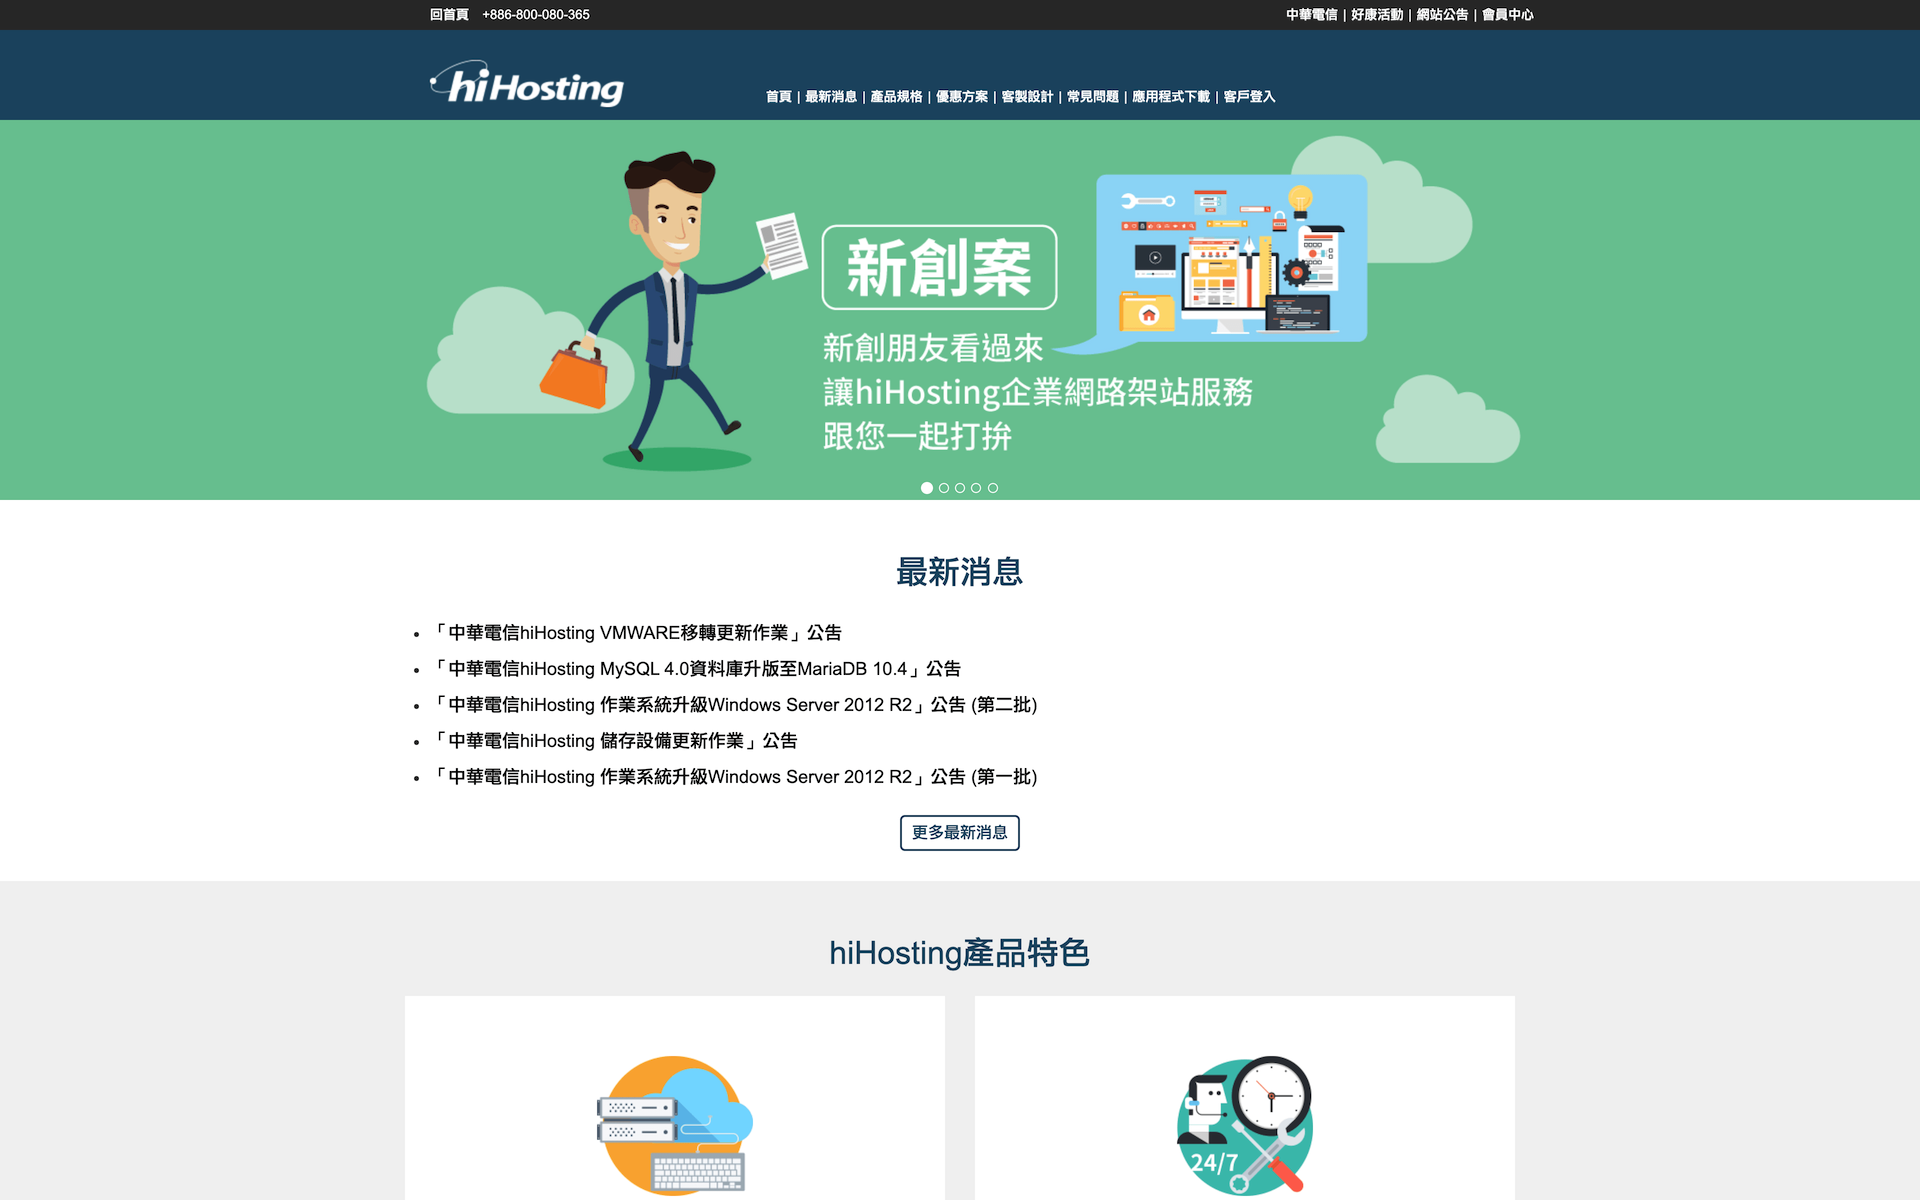 回首頁 +886-800-080-365
中華電信 | 好康活動 | 網站公告 | 會員中心
hiHosting
首頁 | 最新消息 | 產品規格 | 優惠方案 | 客製設計 | 常見問題 | 應用程式下載 | 客戶登入
新創案
新創朋友看過來
讓hiHosting企業網路架站服務
跟您一起打拚
最新消息
「中華電信hiHosting VMWARE移轉更新作業」公告
「中華電信hiHosting MySQL 4.0資料庫升版至MariaDB 10.4」公告
「中華電信hiHosting 作業系統升級Windows Server 2012 R2」公告 (第二批)
「中華電信hiHosting 儲存設備更新作業」公告
「中華電信hiHosting 作業系統升級Windows Server 2012 R2」公告 (第一批)
更多最新消息
hiHosting產品特色
24/7